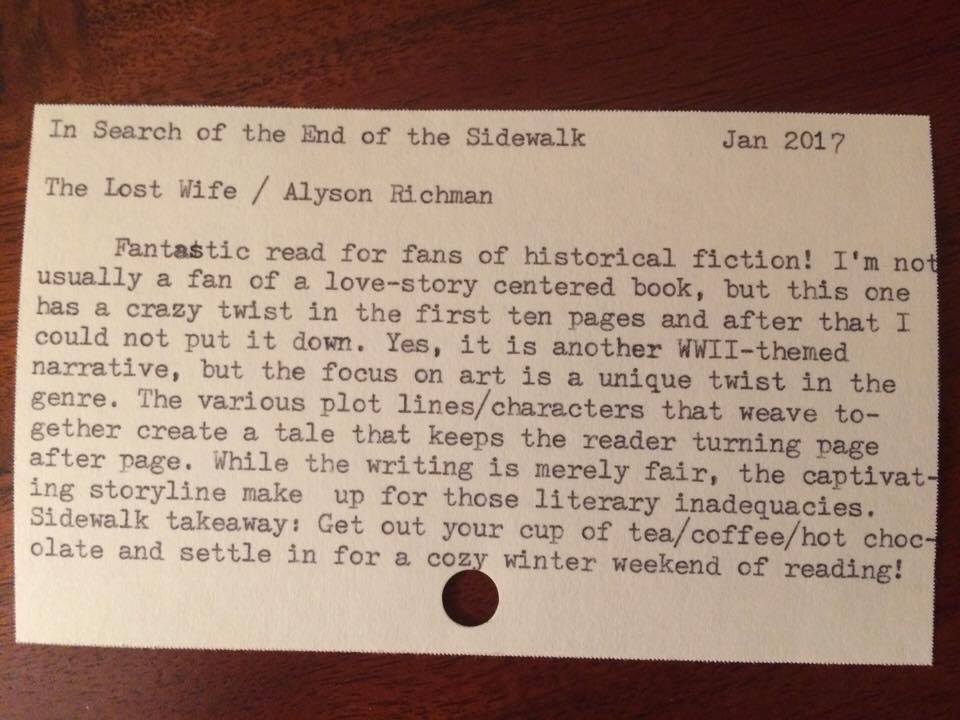 In Search of the End of the Sidewalk Jan 2017
The Lost Wife / Alyson Richman
Fantastic read for fans of historical fiction! I'm not
usually a fan of a love-story centered book, but this one
has a crazy twist in the first ten pages and after that I
could not put it down. Yes, it is another WWII-themed
narrative, but the focus on art is a unique twist in the
genre. The various plot lines/characters that weave to-
gether create a tale that keeps the reader turning page
after page. While the writing is merely fair, the captivat-
ing storyline make up for those literary inadequacies.
Sidewalk takeaway: Get out your cup of tea/coffee/hot choc-
olate and settle in for a cozy winter weekend of reading!